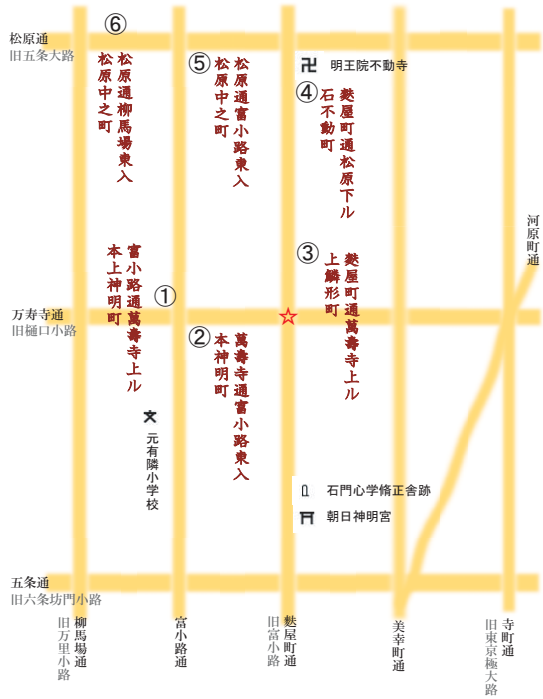 ⑥
松原通
旧五条大路
松原通柳馬場東入
松原中之町
⑤
松原通富小路東入
松原中之町
明王院不動寺
④
麩屋町通松原下ル
石不動町
河原町通
富小路通萬壽寺上ル
本上神明町
①
③
麩屋町通萬壽寺上ル
上鱗形町
万寿寺通
旧樋口小路
☆
②
萬壽寺通富小路東入
本神明町
文
元有隣小学校
石門心学脩正舎跡
朝日神明宮
五条通
旧六条坊門小路
柳馬場通
旧万里小路
富小路通
麩屋町通
旧富小路
美幸町通
寺町通
旧東京極大路